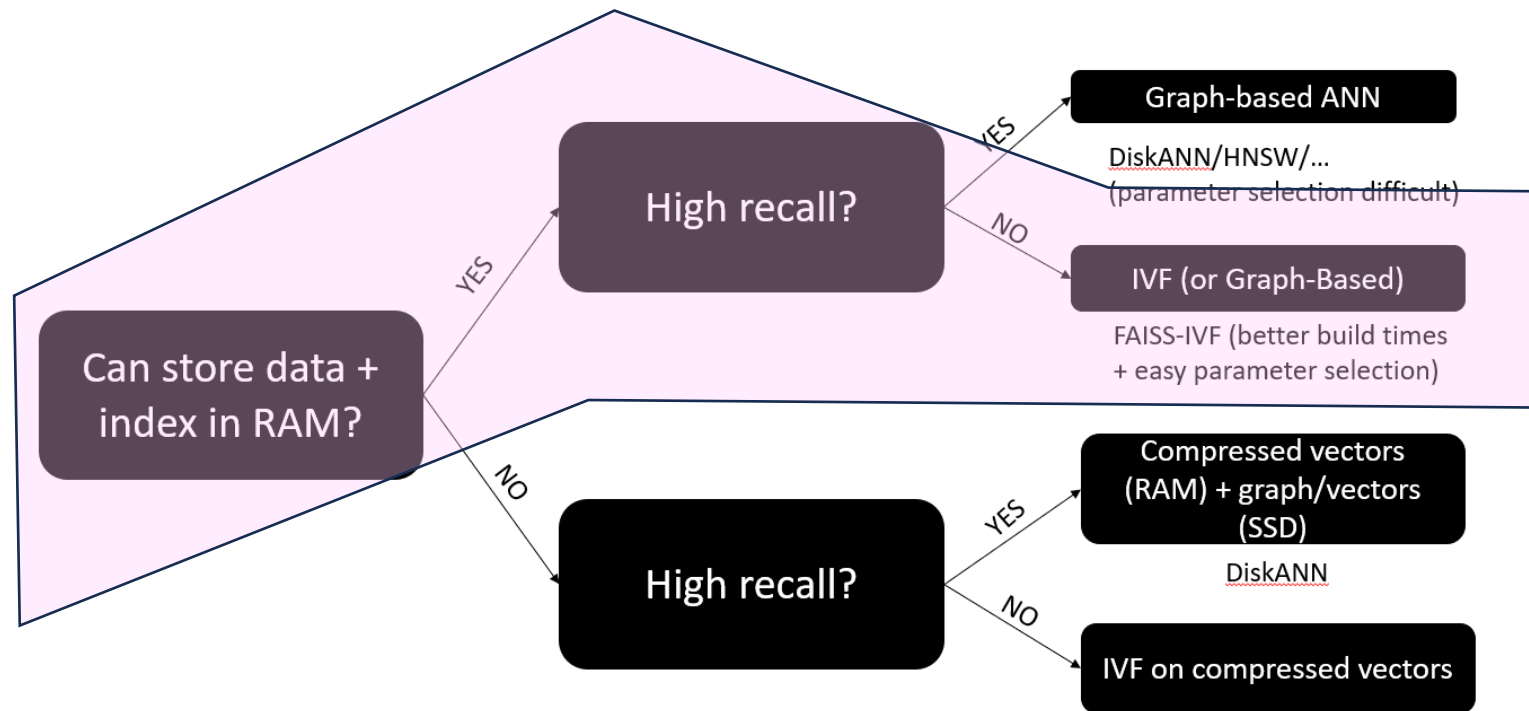 Can store data +
index in RAM?
YES
High recall?
YES
Graph-based ANN
DiskANN/HNSW/...
(parameter selection difficult)
NO
IVF (or Graph-Based)
FAISS-IVF (better build times
+ easy parameter selection)
NO
High recall?
YES
Compressed vectors
(RAM) + graph/vectors
(SSD)
DiskANN
NO
IVF on compressed vectors